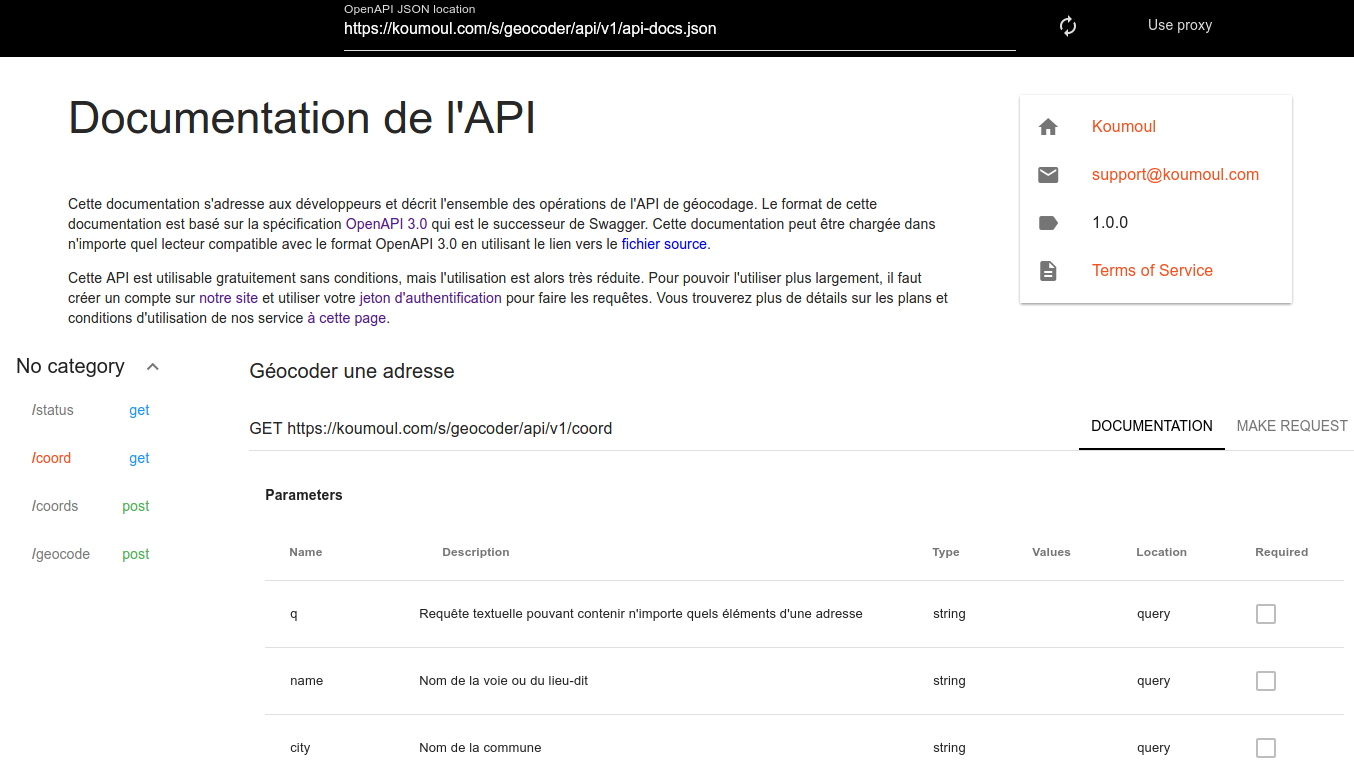 OpenAPI JSON location
https://koumoul.com/s/geocoder/api/v1/api-docs.json
Use proxy
Documentation de l'API
Koumoul
support@koumoul.com
1.0.0
Terms of Service
Cette documentation s'adresse aux développeurs et décrit l'ensemble des opérations de l'API de géocodage. Le format de cette
documentation est basé sur la spécification OpenAPI 3.0 qui est le successeur de Swagger. Cette documentation peut être chargée dans
n'importe quel lecteur compatible avec le format OpenAPI 3.0 en utilisant le lien vers le fichier source.
Cette API est utilisable gratuitement sans conditions, mais l'utilisation est alors très réduite. Pour pouvoir l'utiliser plus largement, il faut
créer un compte sur notre site et utiliser votre jeton d'authentification pour faire les requêtes. Vous trouverez plus de détails sur les plans et
conditions d'utilisation de nos service à cette page.
No category
/status get
/coord get
/coords post
/geocode post
Géocoder une adresse
GET https://koumoul.com/s/geocoder/api/v1/coord
DOCUMENTATION MAKE REQUEST
Parameters
Name Description Type Values Location Required
q Requête textuelle pouvant contenir n'importe quels éléments d'une adresse string query
name Nom de la voie ou du lieu-dit string query
city Nom de la commune string query